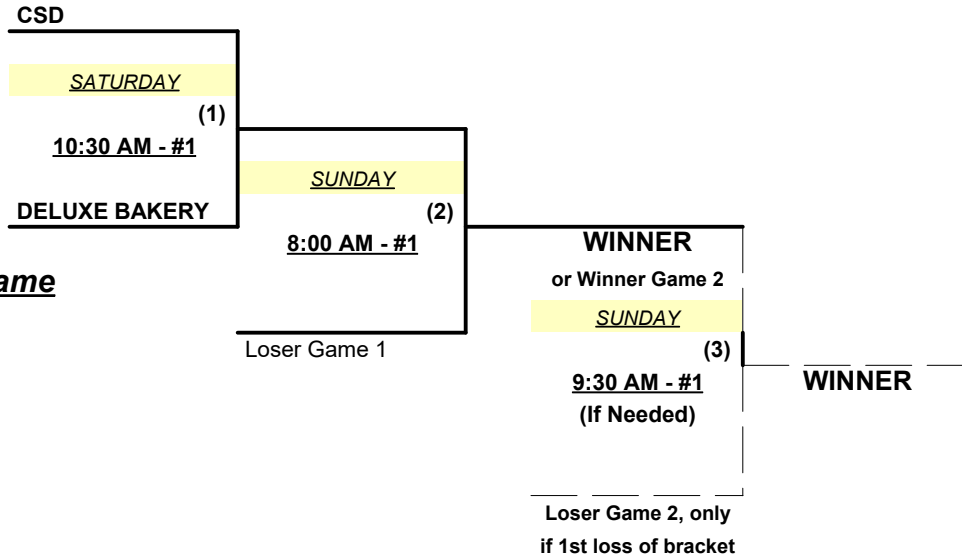 CSD
SATURDAY
(1)
10:30 AM - #1
DELUXE BAKERY
SUNDAY
(2)
8:00 AM - #1
Loser Game 1
WINNER
or Winner Game 2
SUNDAY
(3)
9:30 AM - #1
(If Needed)
WINNER
Loser Game 2, only
if 1st loss of bracket